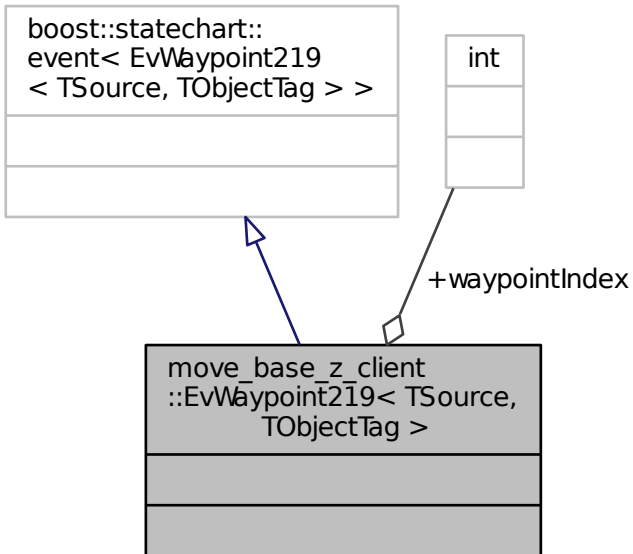 boost::statechart::
event< EvWaypoint219
< TSource, TObjectTag > >
int
+waypointIndex
move_base_z_client
::EvWaypoint219< TSource,
TObjectTag >